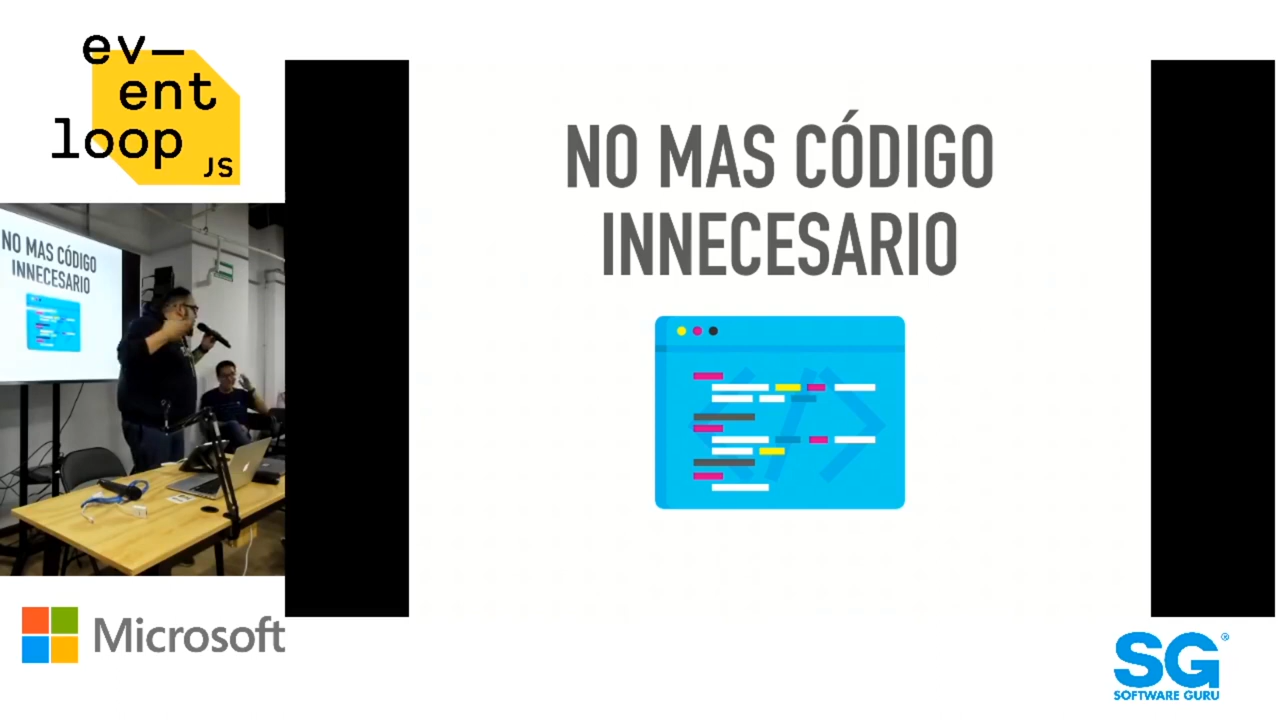 ev—
ent
loop
JS
NO MAS CÓDIGO
INNECESARIO
NO MAS CÓDIGO
INNECESARIO
Microsoft
SG®
SOFTWARE GURU